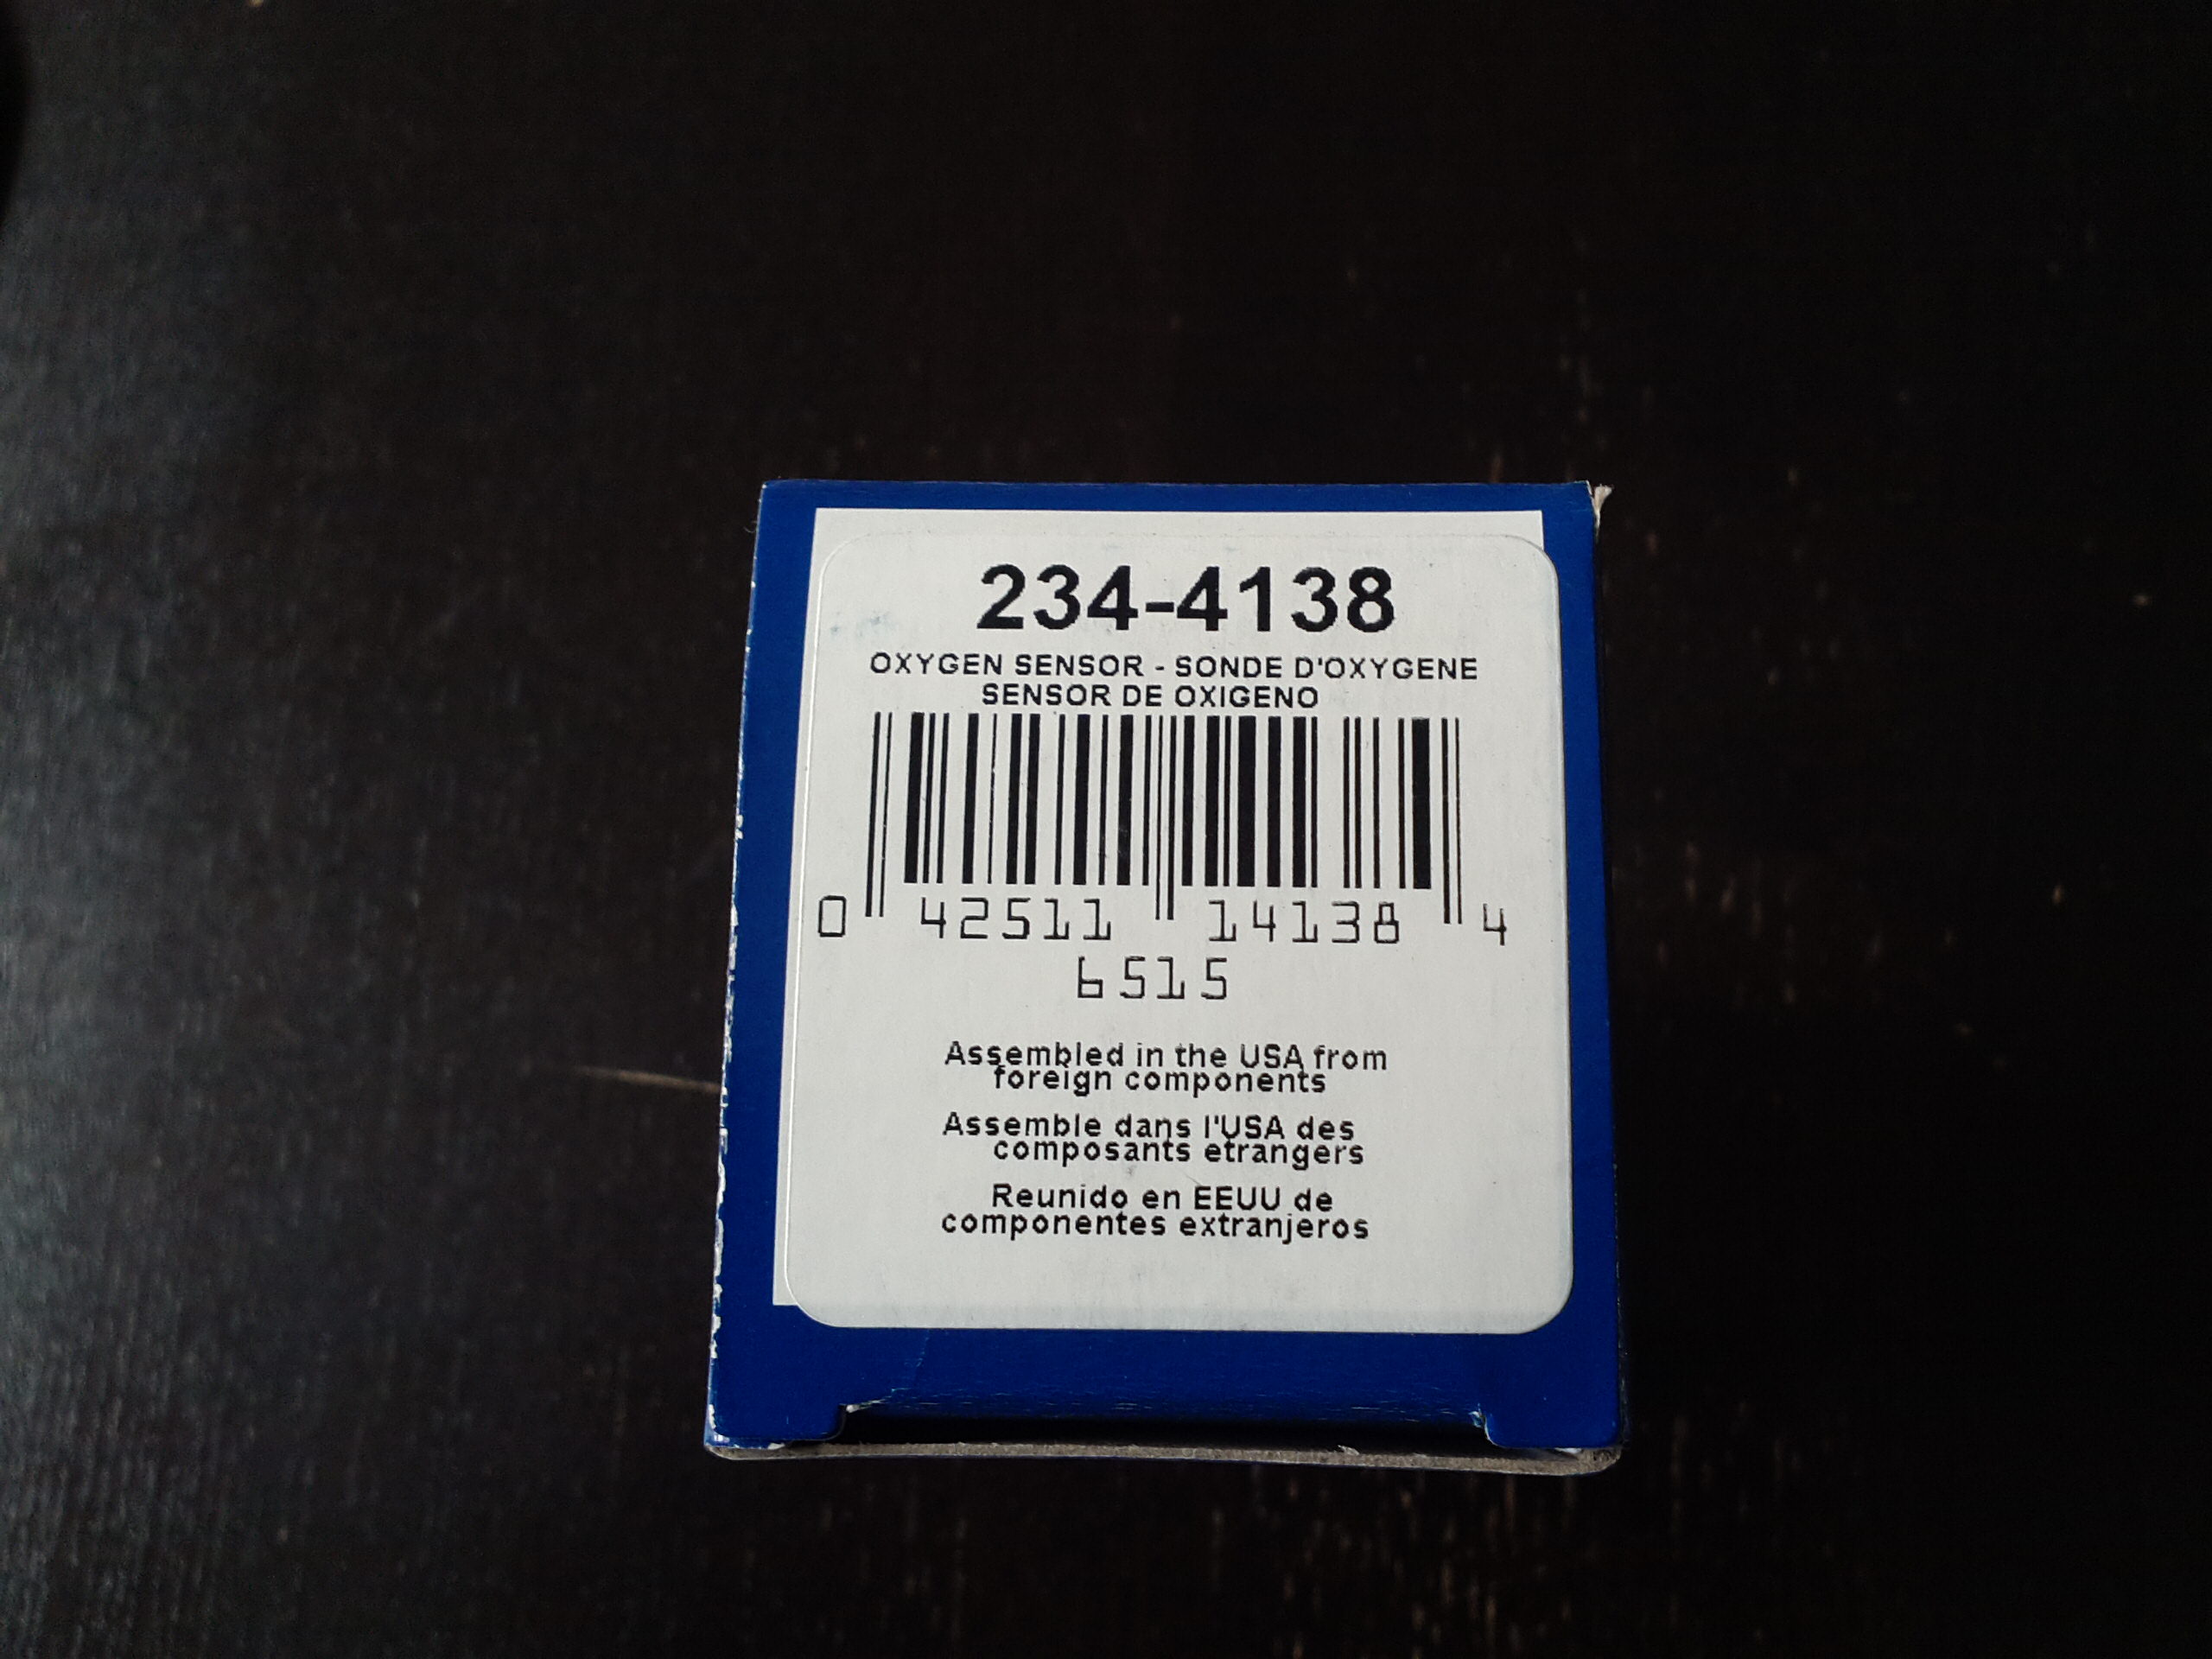 234-4138
OXYGEN SENSOR - SONDE D'OXYGENE
SENSOR DE OXIGENO
0 42511 14138 4
6515
Assembled in the USA from
foreign components
Assemble dans l'USA des
composants etrangers
Reunido en EEUU de
componentes extranjeros